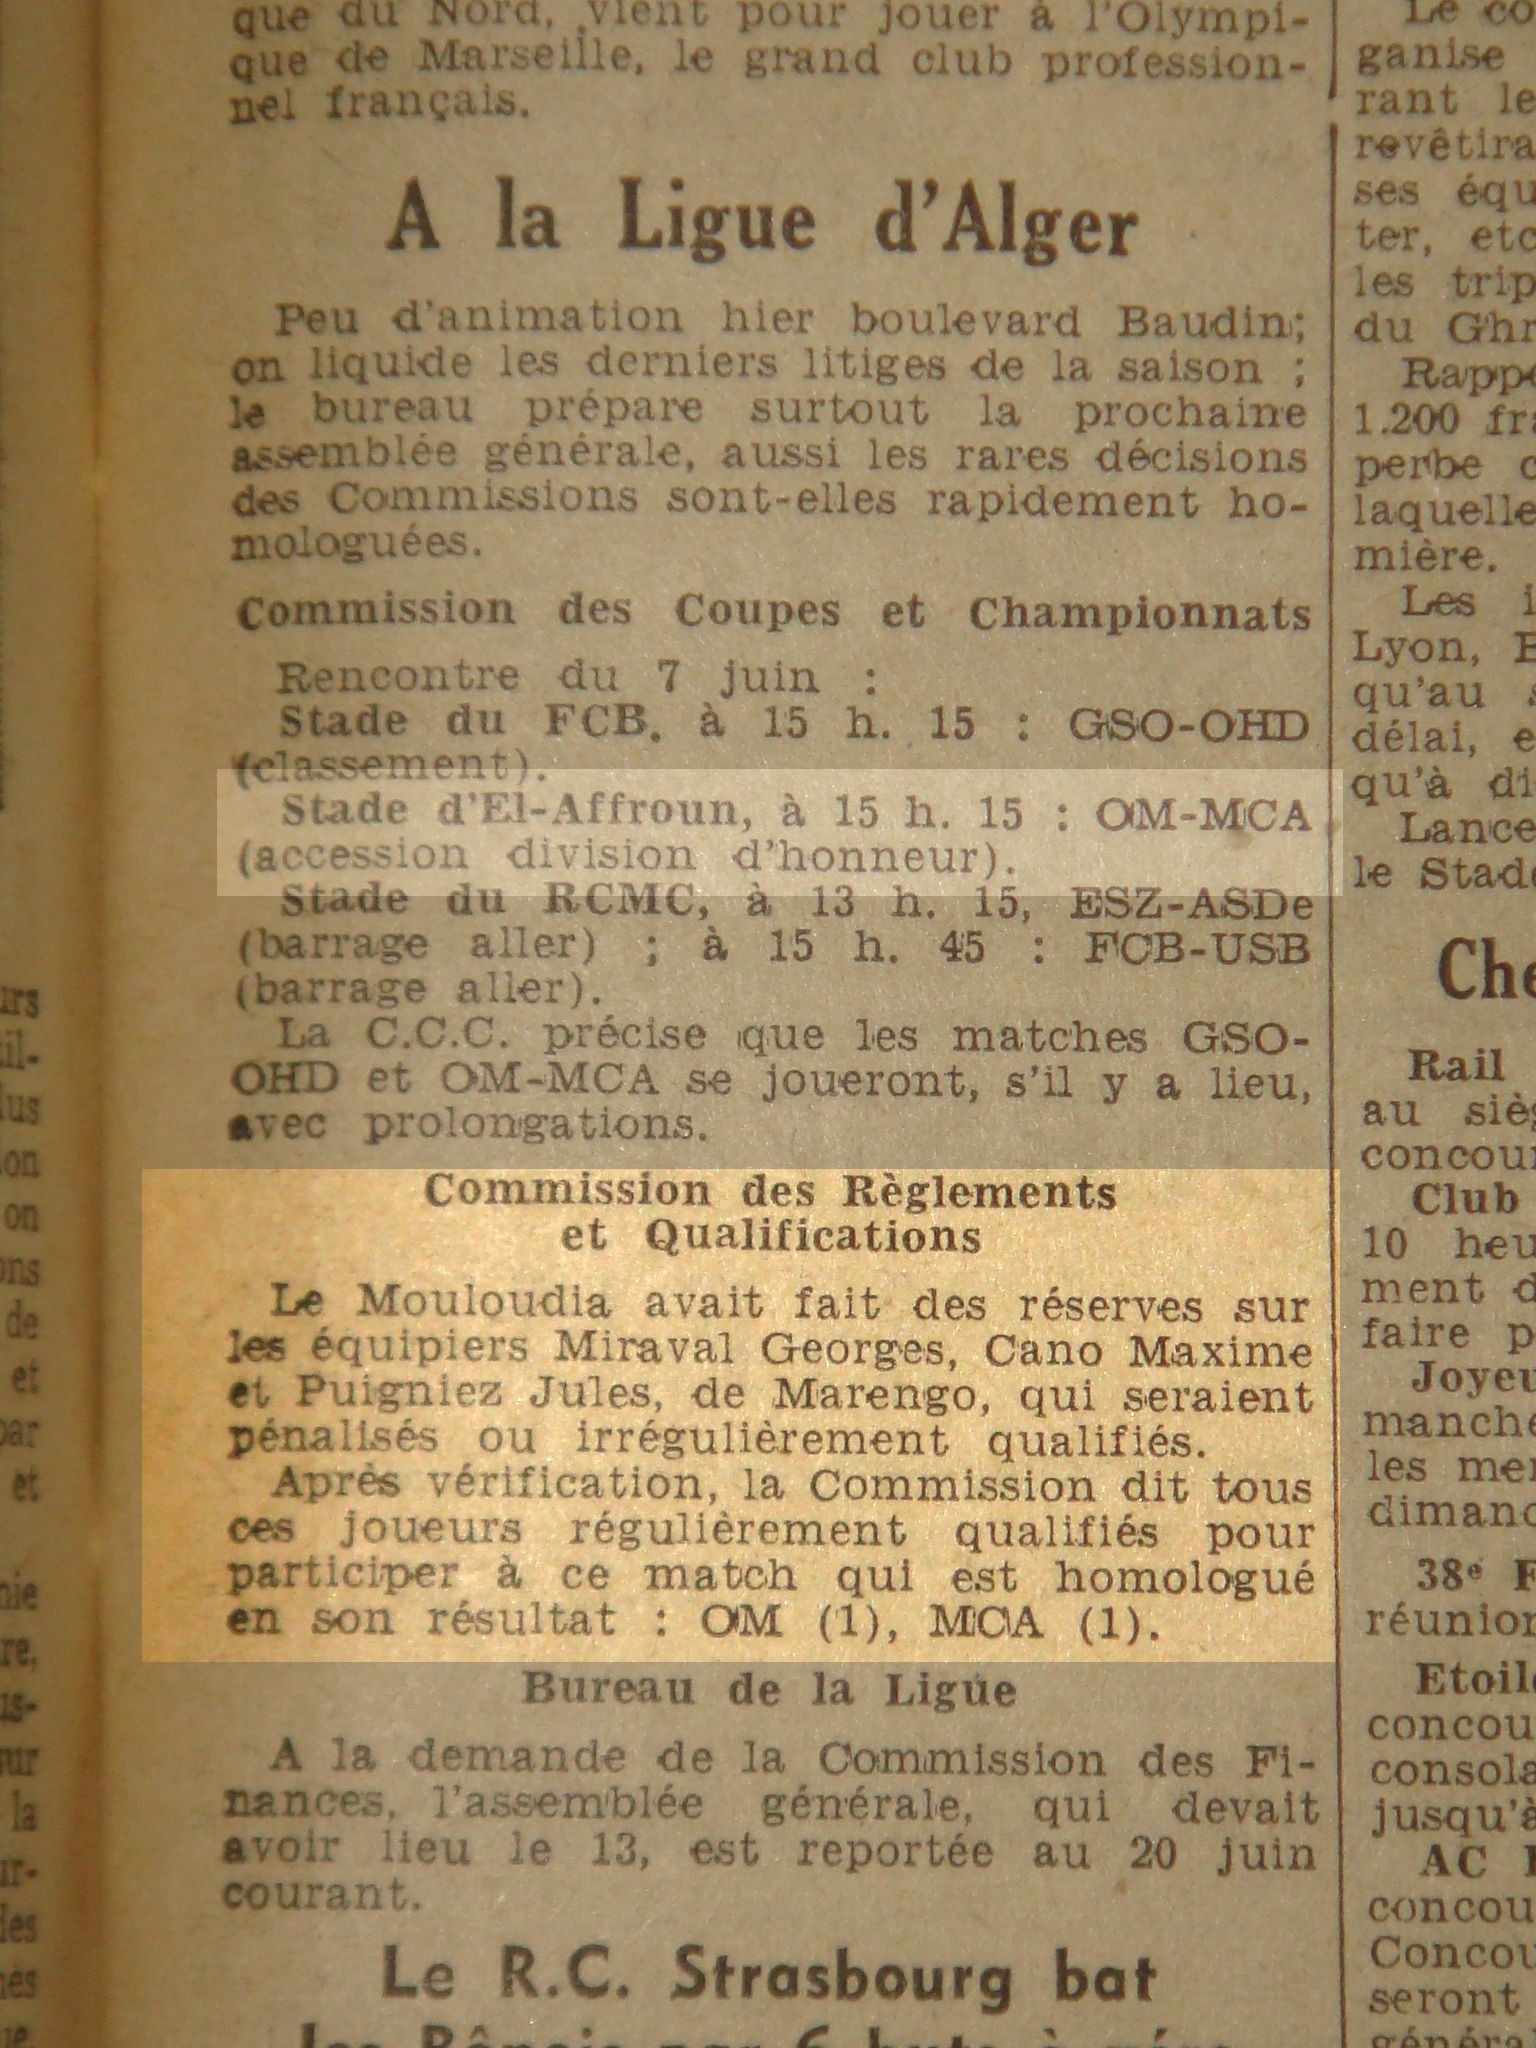 que du Nord, vient pour jouer à l'Olympi-
que de Marseille, le grand club profession-
nel français.
A la Ligue d'Alger
Peu d'animation hier boulevard Baudin;
on liquide les derniers litiges de la saison ;
le bureau prépare surtout la prochaine
assemblée générale, aussi les rares décisions
des Commissions sont-elles rapidement ho-
mologuées.
Commission des Coupes et Championnats
Rencontre du 7 juin :
Stade du FCB. à 15 h. 15 : GSO-OHD
(classement).
Stade d'El-Affroun, à 15 h. 15 : OM-MCA
(accession division d'honneur).
Stade du RCMC, à 13 h. 15, ESZ-ASDe
(barrage aller) ; à 15 h. 45 : FCB-USB
(barrage aller).
La C.C.C. précise que les matches GSO-
OHD et OM-MCA se joueront, s'il y a lieu,
avec prolongations.
Commission des Règlements
et Qualifications
Le Mouloudia avait fait des réserves sur
les équipiers Miraval Georges, Cano Maxime
et Puigniez Jules, de Marengo, qui seraient
pénalisés ou irrégulièrement qualifiés.
Après vérification, la Commission dit tous
ces joueurs régulièrement qualifiés pour
participer à ce match qui est homologué
en son résultat : OM (1), MCA (1).
Bureau de la Ligue
A la demande de la Commission des Fi-
nances, l'assemblée générale, qui devait
avoir lieu le 13, est reportée au 20 juin
courant.
Le R.C. Strasbourg bat
ganise
rant le
revêtira
ses équ
ter, etc
les trip
du G'hr
1.200 fr
perbe
laquelle
mière.
Les
Lyon,
qu'au
délai, e
qu'à di
Lance
le Stade
Che
Rail
au siè
concour
Club
10 heu
ment d
faire p
Joyeu
manche
les mer
dimanc
38e
réunion
Etoile
concou
consola
jusqu'à
AC
concou
Concou
seront